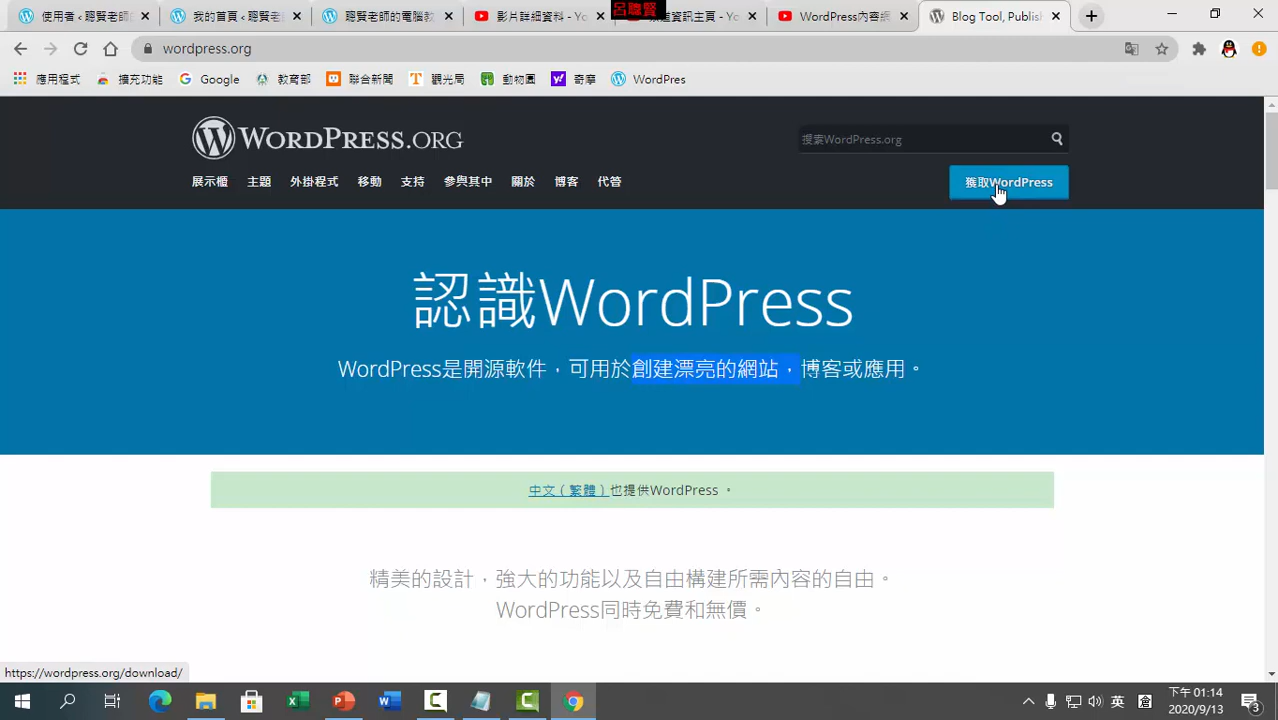 呂聰賢
使用者 ‹ 聰賢老師
我的首頁 ‹ 聰賢老
聰賢老師的電腦教
影片詳細資料 - Yo
頻道資訊主頁 - Yo
WordPress內容網
Blog Tool, Publis
wordpress.org
應用程式
擴充功能
Google
教育部
聯合新聞
觀光局
動物園
奇摩
WordPres
WORDPRESS.ORG
搜索WordPress.org
展示櫃 主題 外掛程式 移動 支持 參與其中 關於 博客 代管
獲取WordPress
認識WordPress
WordPress是開源軟件，可用於創建漂亮的網站，博客或應用。
中文（繁體）也提供WordPress 。
精美的設計，強大的功能以及自由構建所需內容的自由。
WordPress同時免費和無價。
https://wordpress.org/download/
英
倉
下午 01:14
2020/9/13
3